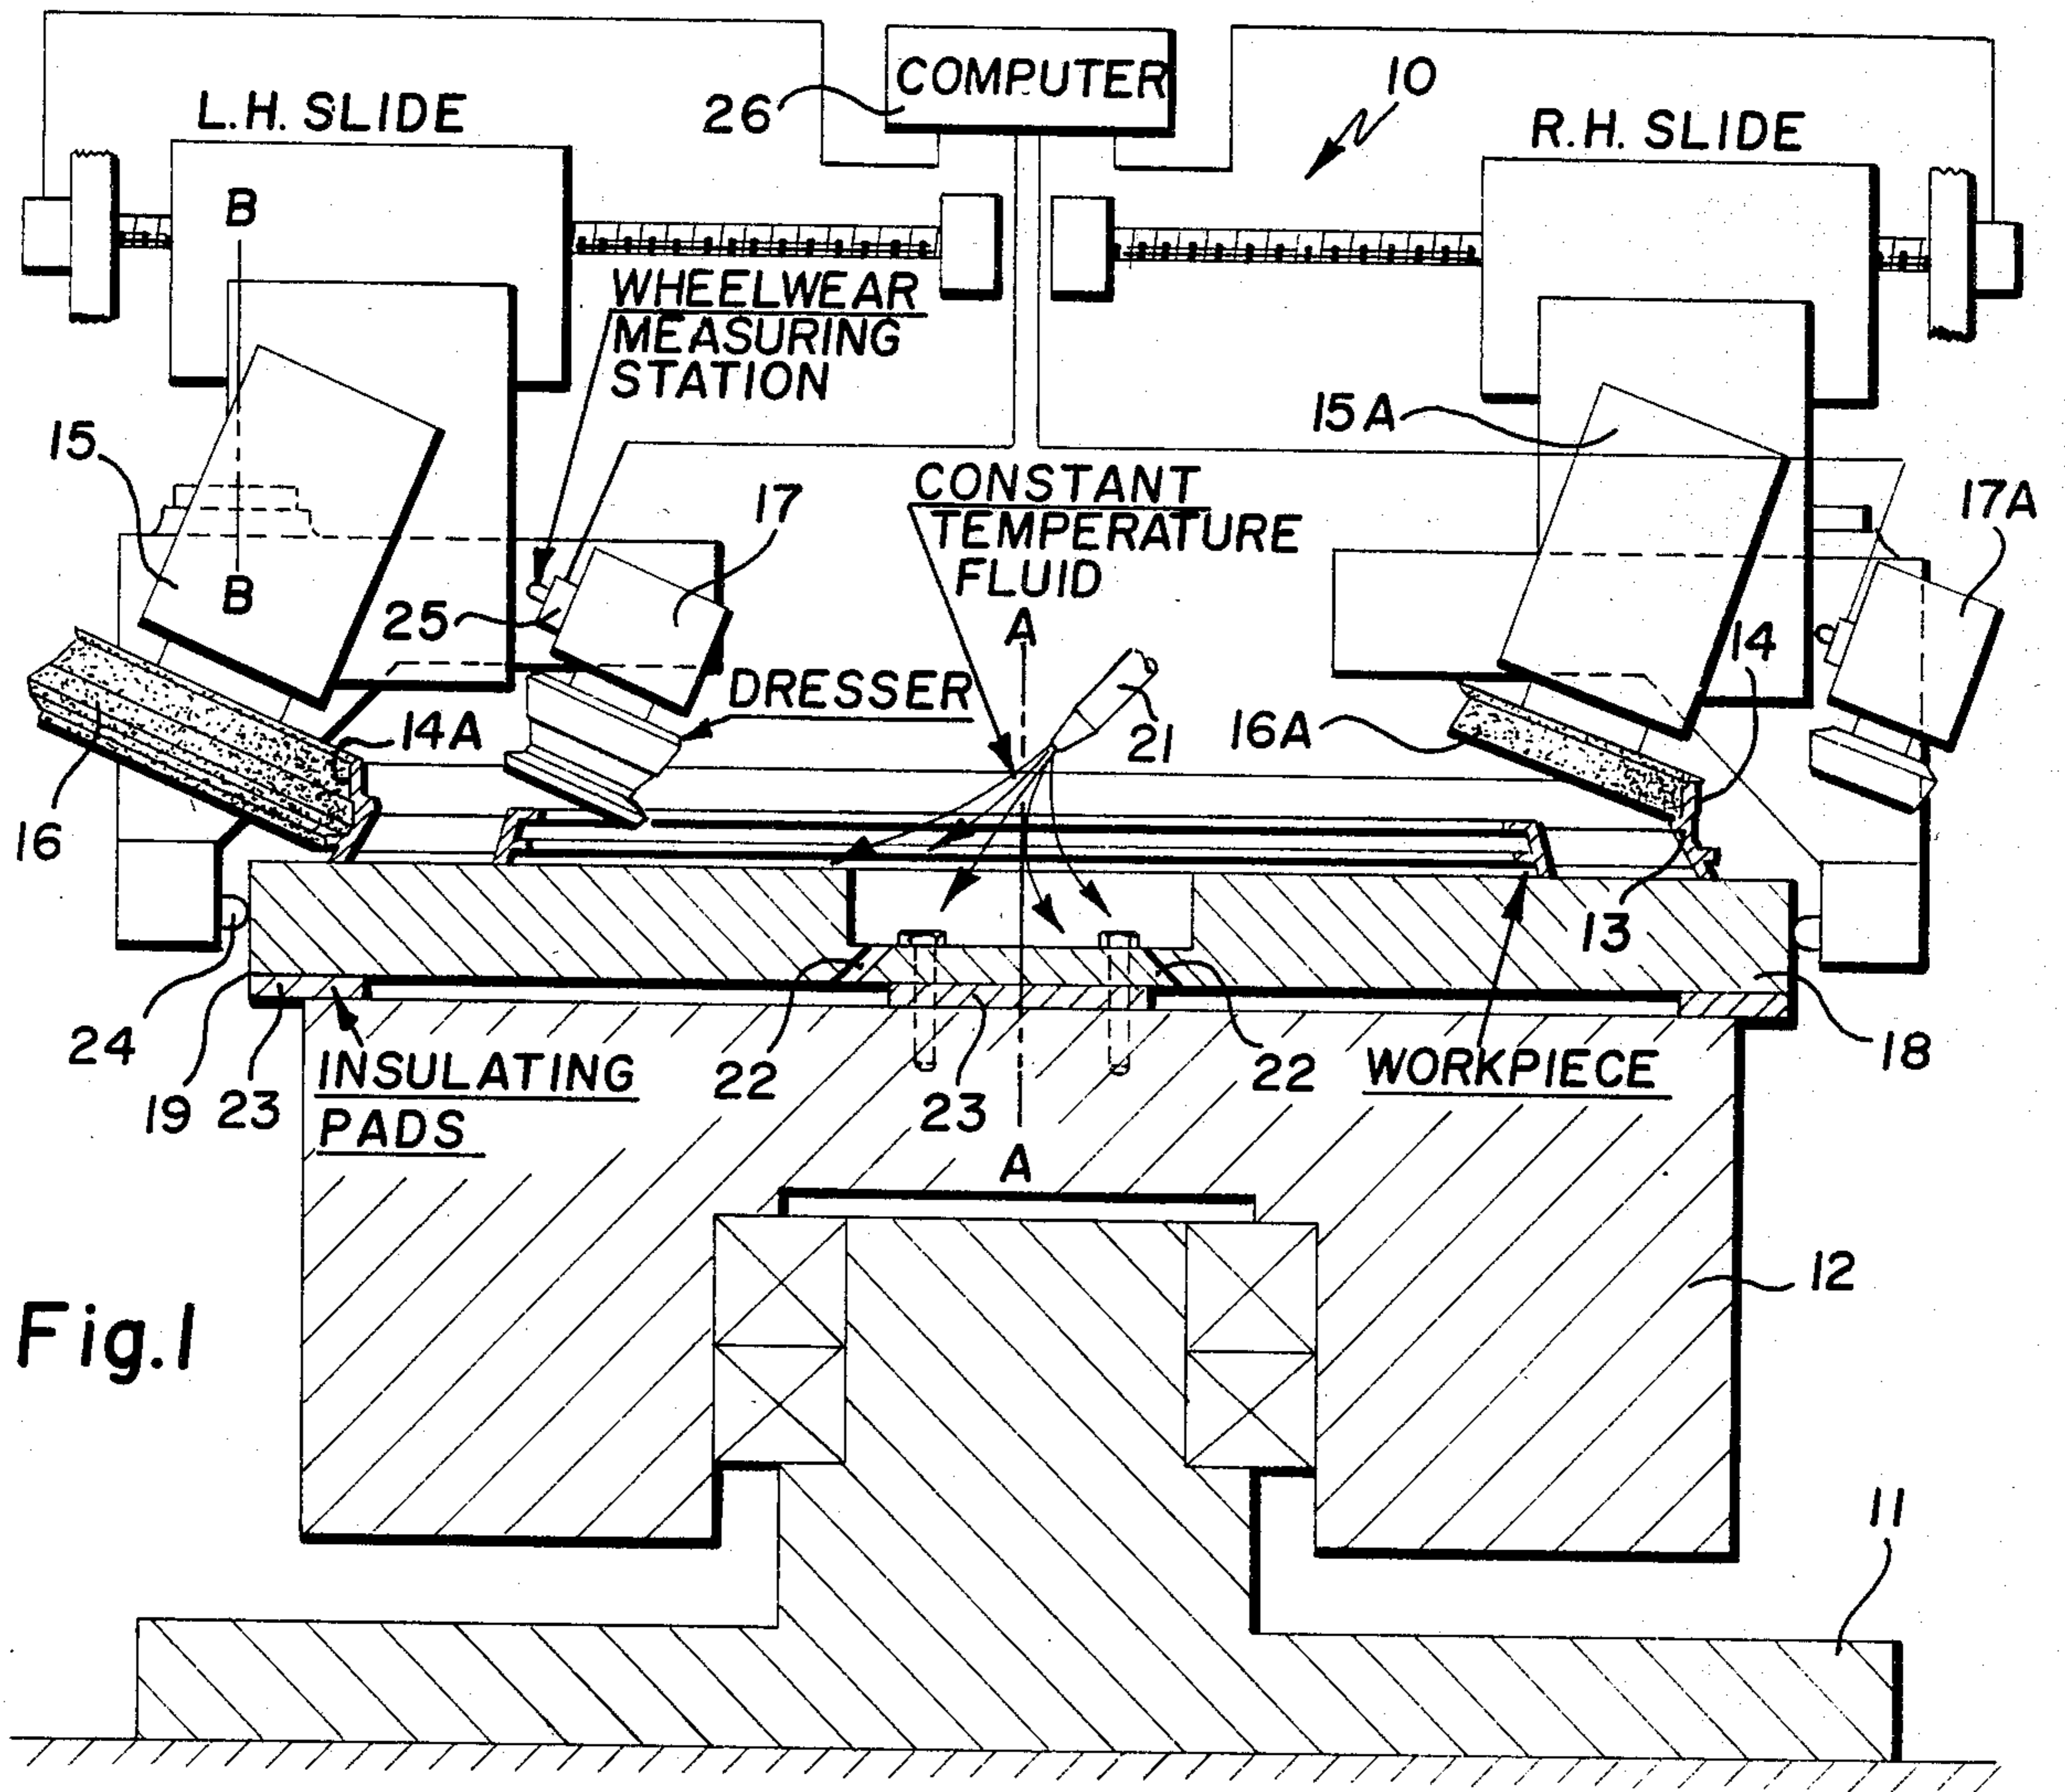 COMPUTER
26
10
L.H. SLIDE
R.H. SLIDE
B
WHEELWEAR
MEASURING
STATION
15
15A
CONSTANT
TEMPERATURE
FLUID
17
17A
B
25
A
14
DRESSER
14A
16A
21
16
13
24
19
23
INSULATING
PADS
22
23
22
WORKPIECE
18
A
12
Fig.1
11